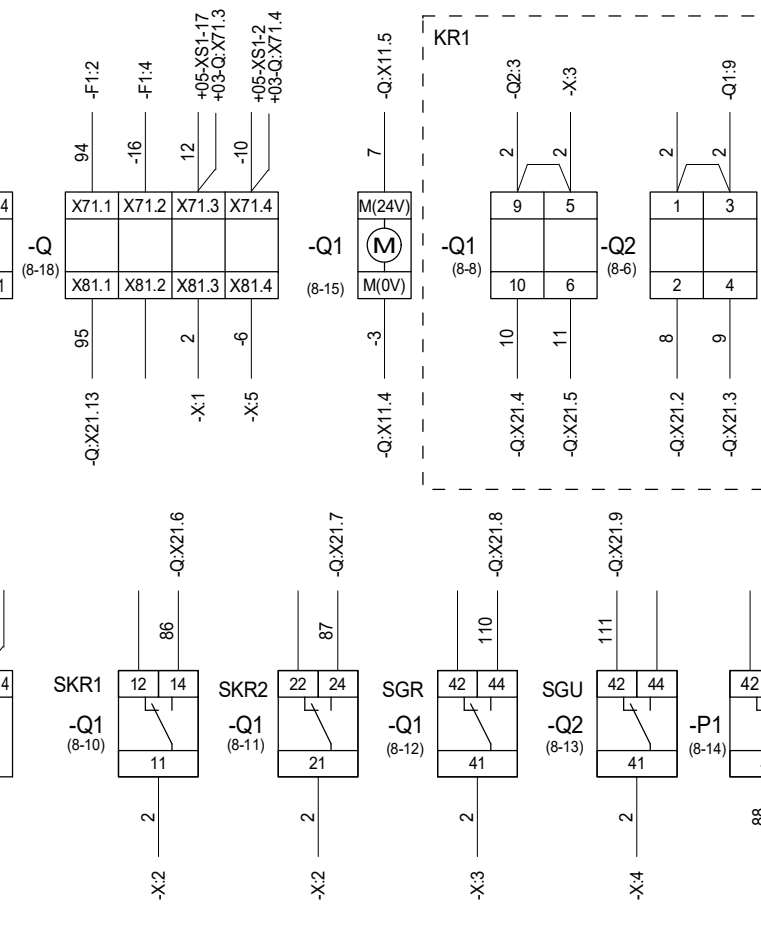 -F1:2
-F1:4
+05-XS1-17
+03-Q:X71.3
+05-XS1-2
+03-Q:X71.4
-Q:X11.5
KR1
-Q2:3
-X:3
-Q1:9
94
-16
12
-10
7
2
2
2
2
4
X71.1
X71.2
X71.3
X71.4
M(24V)
9
5
1
3
-Q
(8-18)
-Q1
(8-15)
M
-Q1
(8-8)
-Q2
(8-6)
1
X81.1
X81.2
X81.3
X81.4
M(0V)
10
6
2
4
95
2
-6
-3
10
11
8
9
-Q:X21.13
-X:1
-X:5
-Q:X11.4
-Q:X21.4
-Q:X21.5
-Q:X21.2
-Q:X21.3
-Q:X21.6
-Q:X21.7
-Q:X21.8
-Q:X21.9
86
87
110
111
4
SKR1
12
14
SKR2
22
24
SGR
42
44
SGU
42
44
42
-Q1
(8-10)
-Q1
(8-11)
-Q1
(8-12)
-Q2
(8-13)
-P1
(8-14)
11
21
41
41
2
2
2
2
88
-X:2
-X:2
-X:3
-X:4